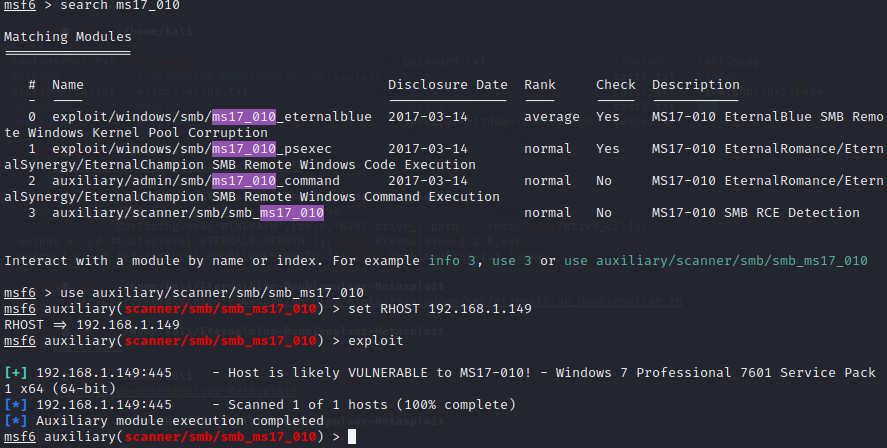 msf6 > search ms17_010
Matching Modules
================
#  Name                                      Disclosure Date  Rank     Check  Description
-  ----                                      ---------------  ----     -----  -----------
0  exploit/windows/smb/ms17_010_eternalblue  2017-03-14       average  Yes    MS17-010 EternalBlue SMB Remo
te Windows Kernel Pool Corruption
1  exploit/windows/smb/ms17_010_psexec       2017-03-14       normal   Yes    MS17-010 EternalRomance/Etern
alSynergy/EternalChampion SMB Remote Windows Code Execution
2  auxiliary/admin/smb/ms17_010_command      2017-03-14       normal   No     MS17-010 EternalRomance/Etern
alSynergy/EternalChampion SMB Remote Windows Command Execution
3  auxiliary/scanner/smb/smb_ms17_010                         normal   No     MS17-010 SMB RCE Detection
Interact with a module by name or index. For example info 3, use 3 or use auxiliary/scanner/smb/smb_ms17_010
msf6 > use auxiliary/scanner/smb/smb_ms17_010
msf6 auxiliary(scanner/smb/smb_ms17_010) > set RHOST 192.168.1.149
RHOST => 192.168.1.149
msf6 auxiliary(scanner/smb/smb_ms17_010) > exploit
[+] 192.168.1.149:445     - Host is likely VULNERABLE to MS17-010! - Windows 7 Professional 7601 Service Pack
1 x64 (64-bit)
[*] 192.168.1.149:445     - Scanned 1 of 1 hosts (100% complete)
[*] Auxiliary module execution completed
msf6 auxiliary(scanner/smb/smb_ms17_010) >